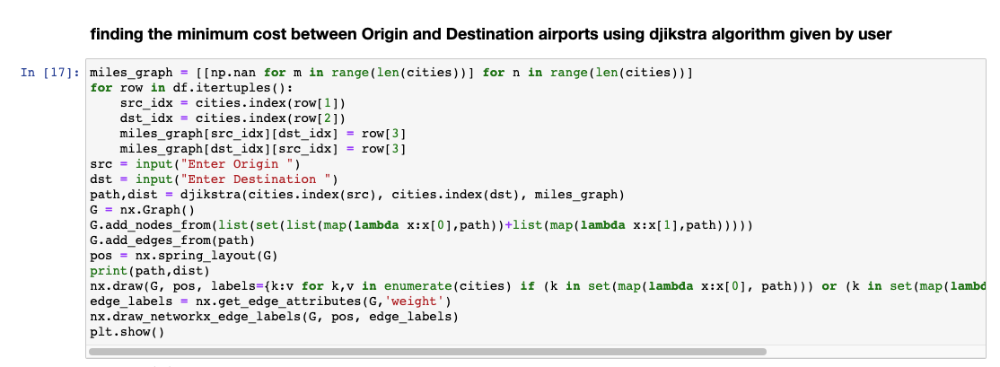 finding the minimum cost between Origin and Destination airports using djikstra algorithm given by user
In [17]: miles_graph = [[np.nan for m in range(len(cities))] for n in range(len(cities))]
for row in df.itertuples():
    src_idx = cities.index(row[1])
    dst_idx = cities.index(row[2])
    miles_graph[src_idx][dst_idx] = row[3]
    miles_graph[dst_idx][src_idx] = row[3]
src = input("Enter Origin ")
dst = input("Enter Destination ")
path,dist = djikstra(cities.index(src), cities.index(dst), miles_graph)
G = nx.Graph()
G.add_nodes_from(list(set(list(map(lambda x:x[0],path))+list(map(lambda x:x[1],path)))))
G.add_edges_from(path)
pos = nx.spring_layout(G)
print(path,dist)
nx.draw(G, pos, labels={k:v for k,v in enumerate(cities) if (k in set(map(lambda x:x[0], path))) or (k in set(map(lambd
edge_labels = nx.get_edge_attributes(G,'weight')
nx.draw_networkx_edge_labels(G, pos, edge_labels)
plt.show()